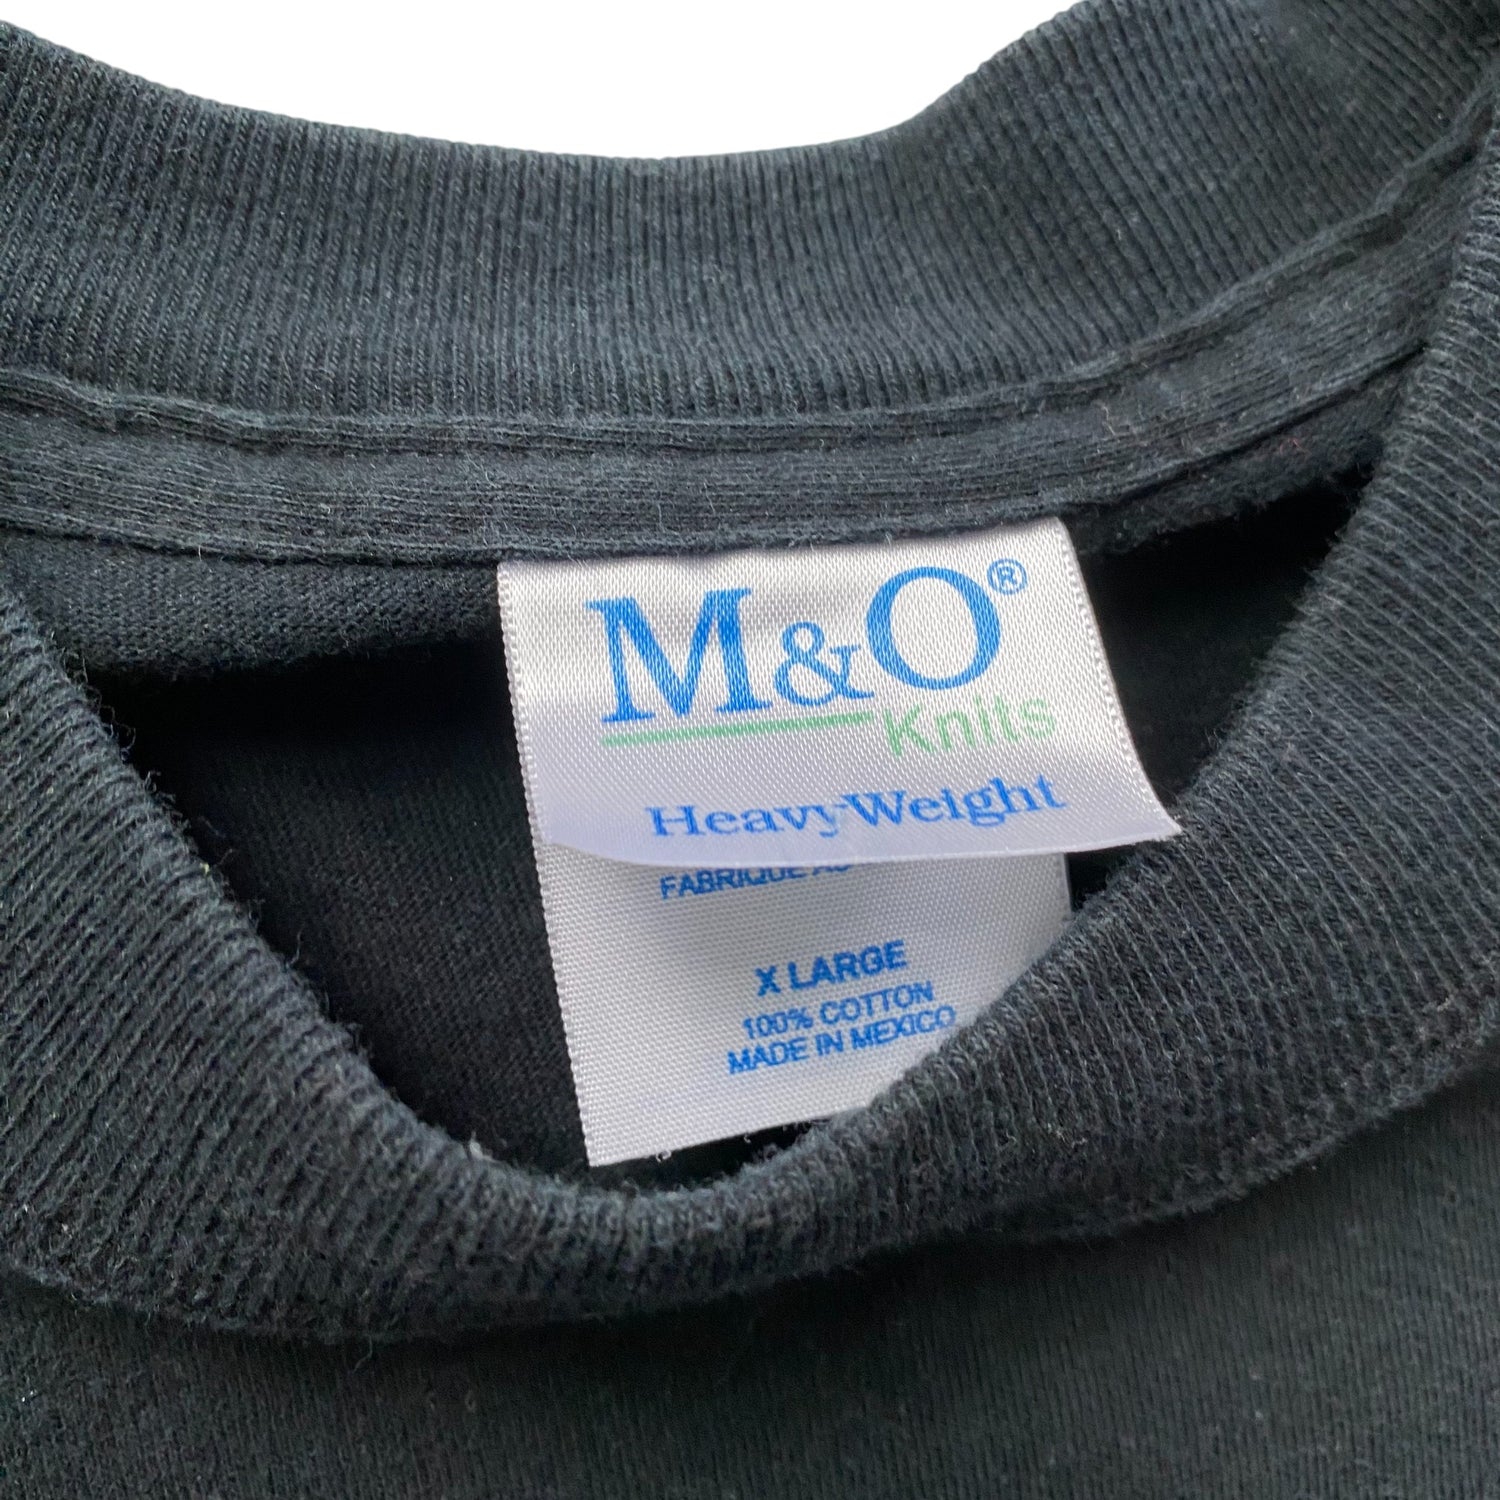 M&O®
Knits
HeavyWeight
FABRIQUE AU
X LARGE
100% COTTON
MADE IN MEXICO